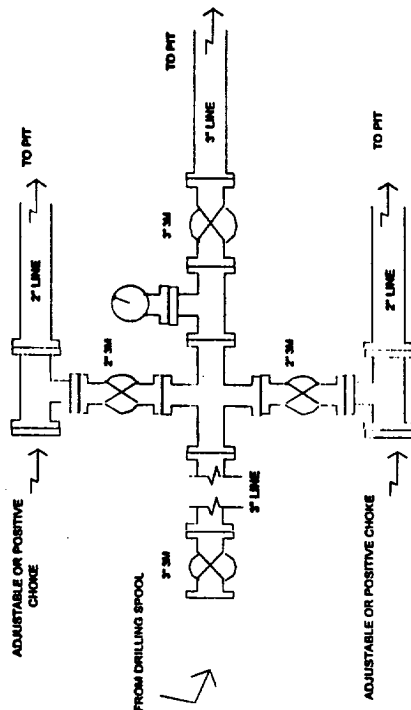 ADJUSTABLE OR POSITIVE
CHOKE
2" LINE
TO PIT
2" 3M
FROM DRILLING SPOOL
3" 3M
3" LINE
3" 3M
3" LINE
TO PIT
2" 3M
ADJUSTABLE OR POSITIVE CHOKE
2" LINE
TO PIT